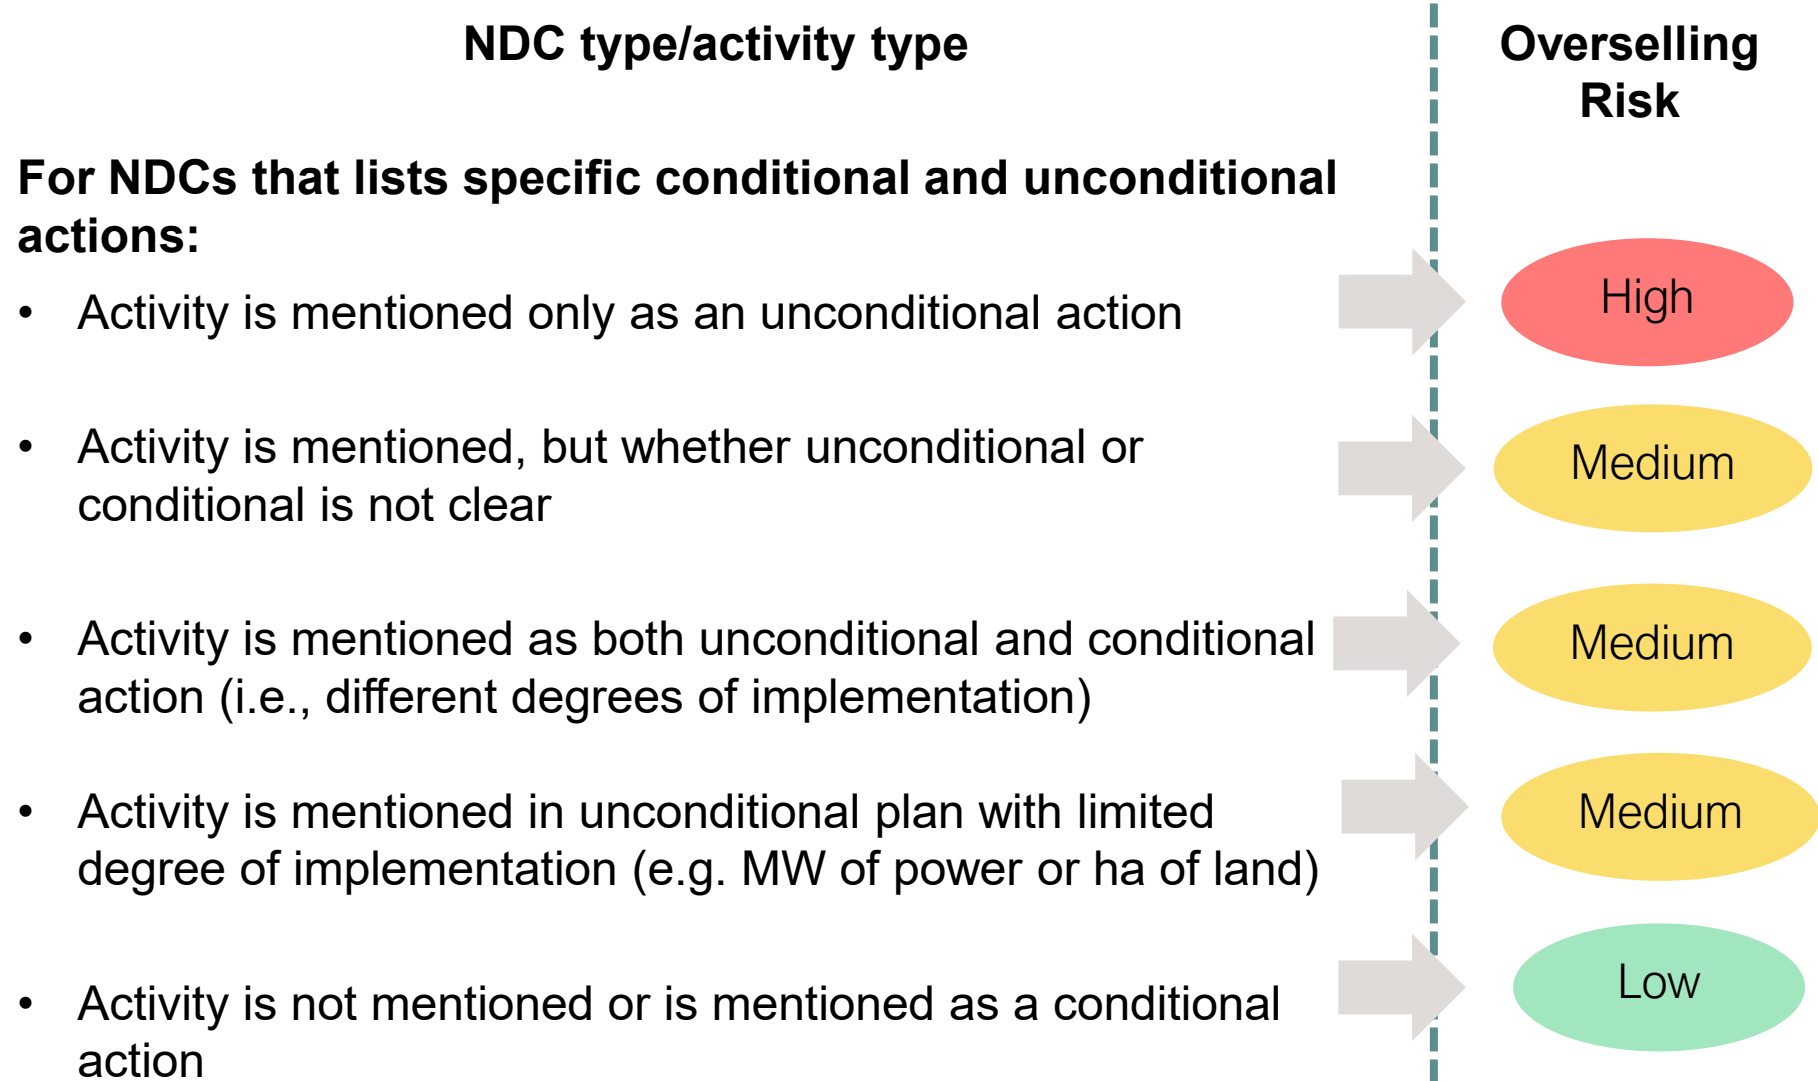 NDC type/activity type
Overselling
Risk
For NDCs that lists specific conditional and unconditional
actions:
• Activity is mentioned only as an unconditional action
High
• Activity is mentioned, but whether unconditional or
conditional is not clear
Medium
• Activity is mentioned as both unconditional and conditional
action (i.e., different degrees of implementation)
Medium
• Activity is mentioned in unconditional plan with limited
degree of implementation (e.g. MW of power or ha of land)
Medium
• Activity is not mentioned or is mentioned as a conditional
action
Low